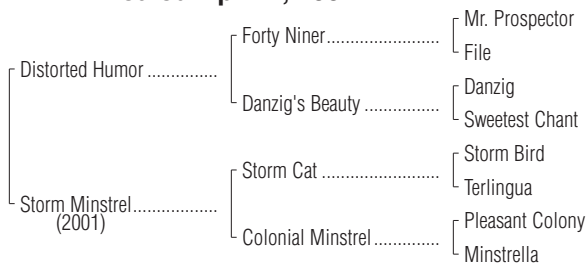 Forty Niner
Mr. Prospector
File
Distorted Humor
Danzig's Beauty
Danzig
Sweetest Chant
Storm Cat
Storm Bird
Terlingua
Storm Minstrel
(2001)
Colonial Minstrel
Pleasant Colony
Minstrella